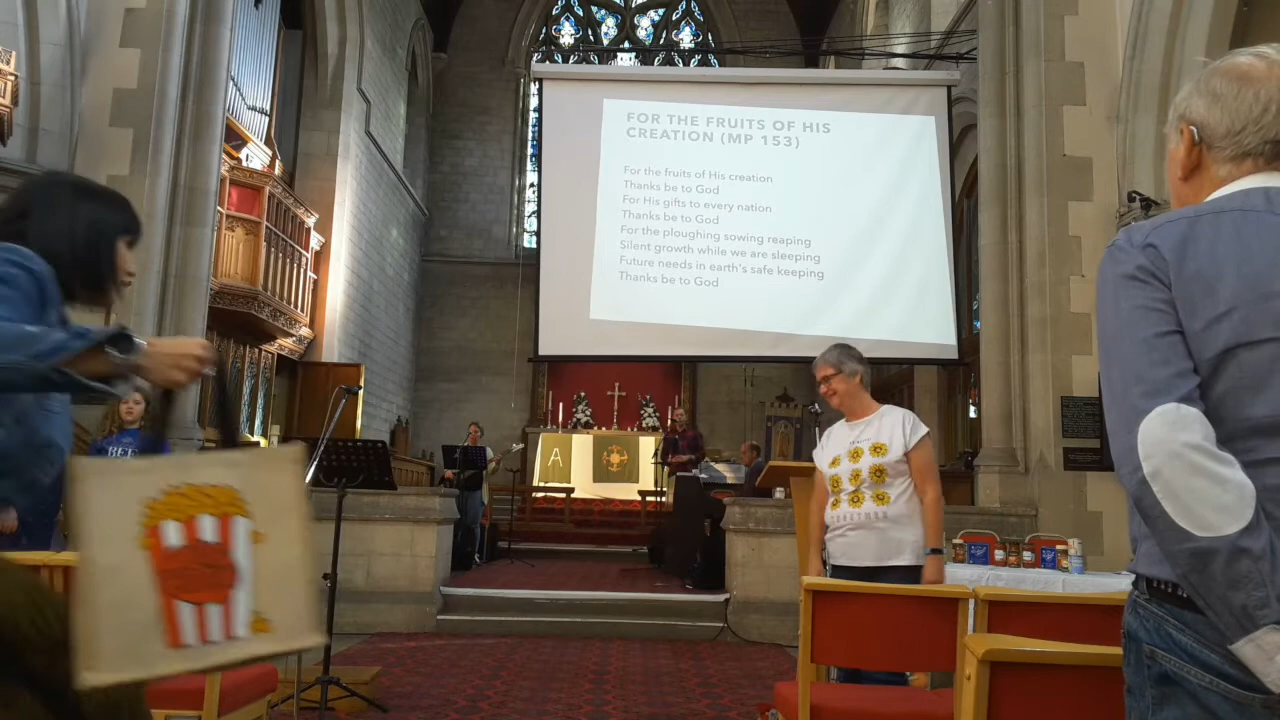 FOR THE FRUITS OF HIS
CREATION (MP 153)
For the fruits of His creation
Thanks be to God
For His gifts to every nation
Thanks be to God
For the ploughing sowing reaping
Silent growth while we are sleeping
Future needs in earth's safe keeping
Thanks be to God
A